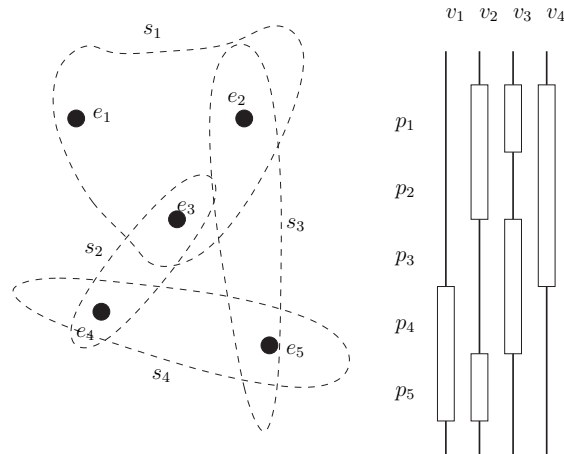 s₁
e₁
e₂
e₃
s₂
s₃
e₄
e₅
s₄
v₁ v₂ v₃ v₄
p₁
p₂
p₃
p₄
p₅